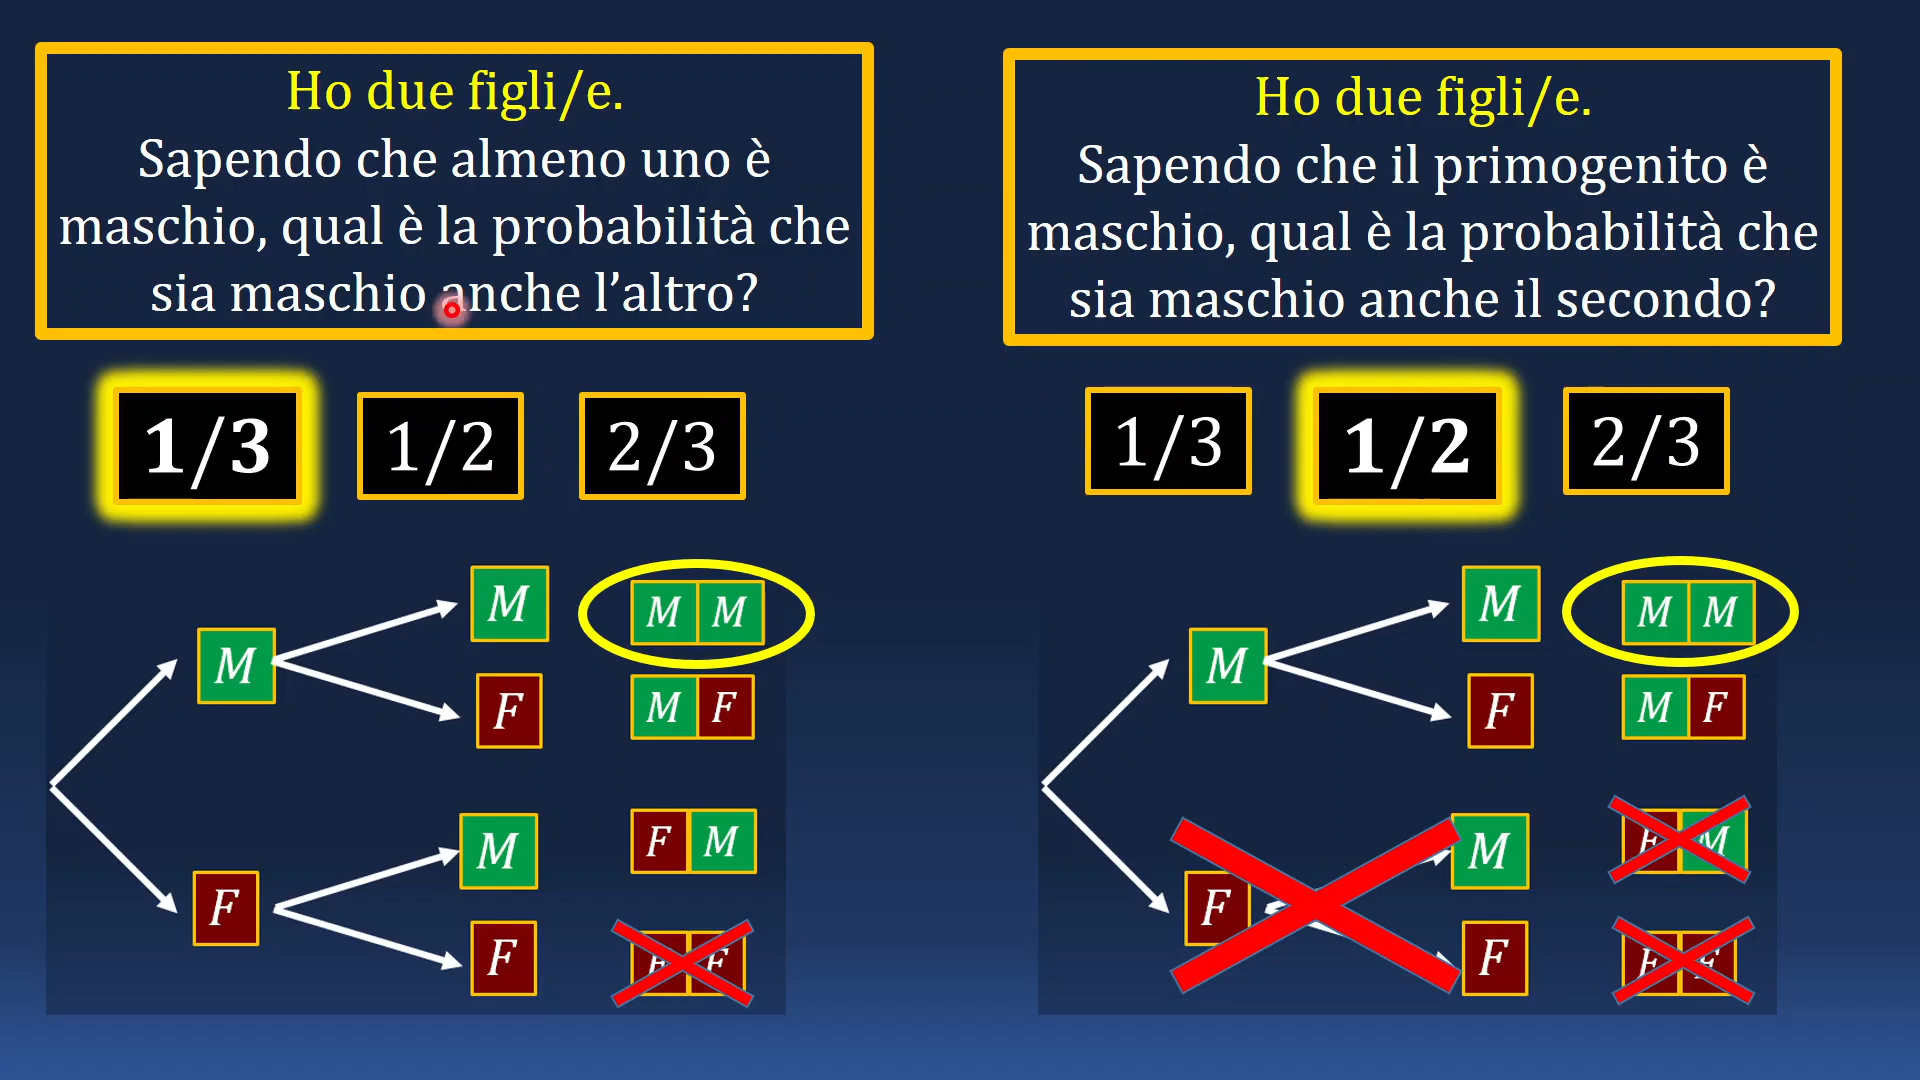 Ho due figli/e.
Sapendo che almeno uno è
maschio, qual è la probabilità che
sia maschio anche l’altro?
1/3 1/2 2/3
M
M M
M
F
M F
M
F M
F
F
F F
Ho due figli/e.
Sapendo che il primogenito è
maschio, qual è la probabilità che
sia maschio anche il secondo?
1/3 1/2 2/3
M
M M
M
F
M F
M
F M
F
F
F F